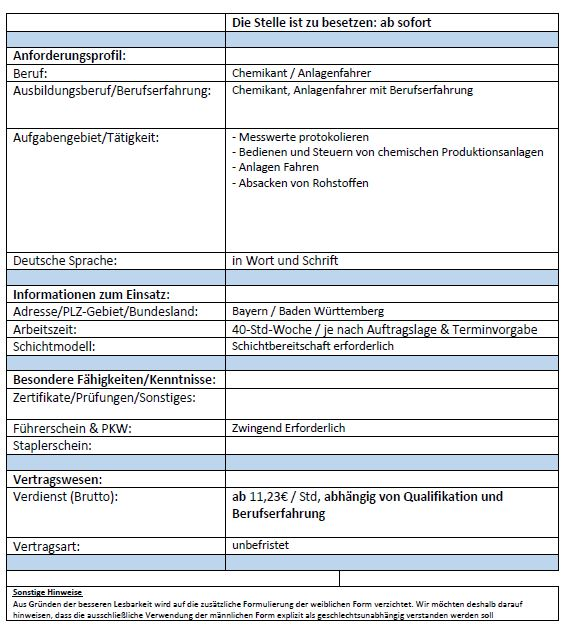 Die Stelle ist zu besetzen: ab sofort
Anforderungsprofil:
Beruf: Chemikant / Anlagenfahrer
Ausbildungsberuf/Berufserfahrung: Chemikant, Anlagenfahrer mit Berufserfahrung
Aufgabengebiet/Tätigkeit: - Messwerte protokolieren
- Bedienen und Steuern von chemischen Produktionsanlagen
- Anlagen Fahren
- Absacken von Rohstoffen
Deutsche Sprache: in Wort und Schrift
Informationen zum Einsatz:
Adresse/PLZ-Gebiet/Bundesland: Bayern / Baden Württemberg
Arbeitszeit: 40-Std-Woche / je nach Auftragslage & Terminvorgabe
Schichtmodell: Schichtbereitschaft erforderlich
Besondere Fähigkeiten/Kenntnisse:
Zertifikate/Prüfungen/Sonstiges:
Führerschein & PKW: Zwingend Erforderlich
Staplerschein:
Vertragswesen:
Verdienst (Brutto): ab 11,23€ / Std, abhängig von Qualifikation und
Berufserfahrung
Vertragsart: unbefristet
Sonstige Hinweise
Aus Gründen der besseren Lesbarkeit wird auf die zusätzliche Formulierung der weiblichen Form verzichtet. Wir möchten deshalb darauf
hinweisen, dass die ausschließliche Verwendung der männlichen Form explizit als geschlechtsunabhängig verstanden werden soll